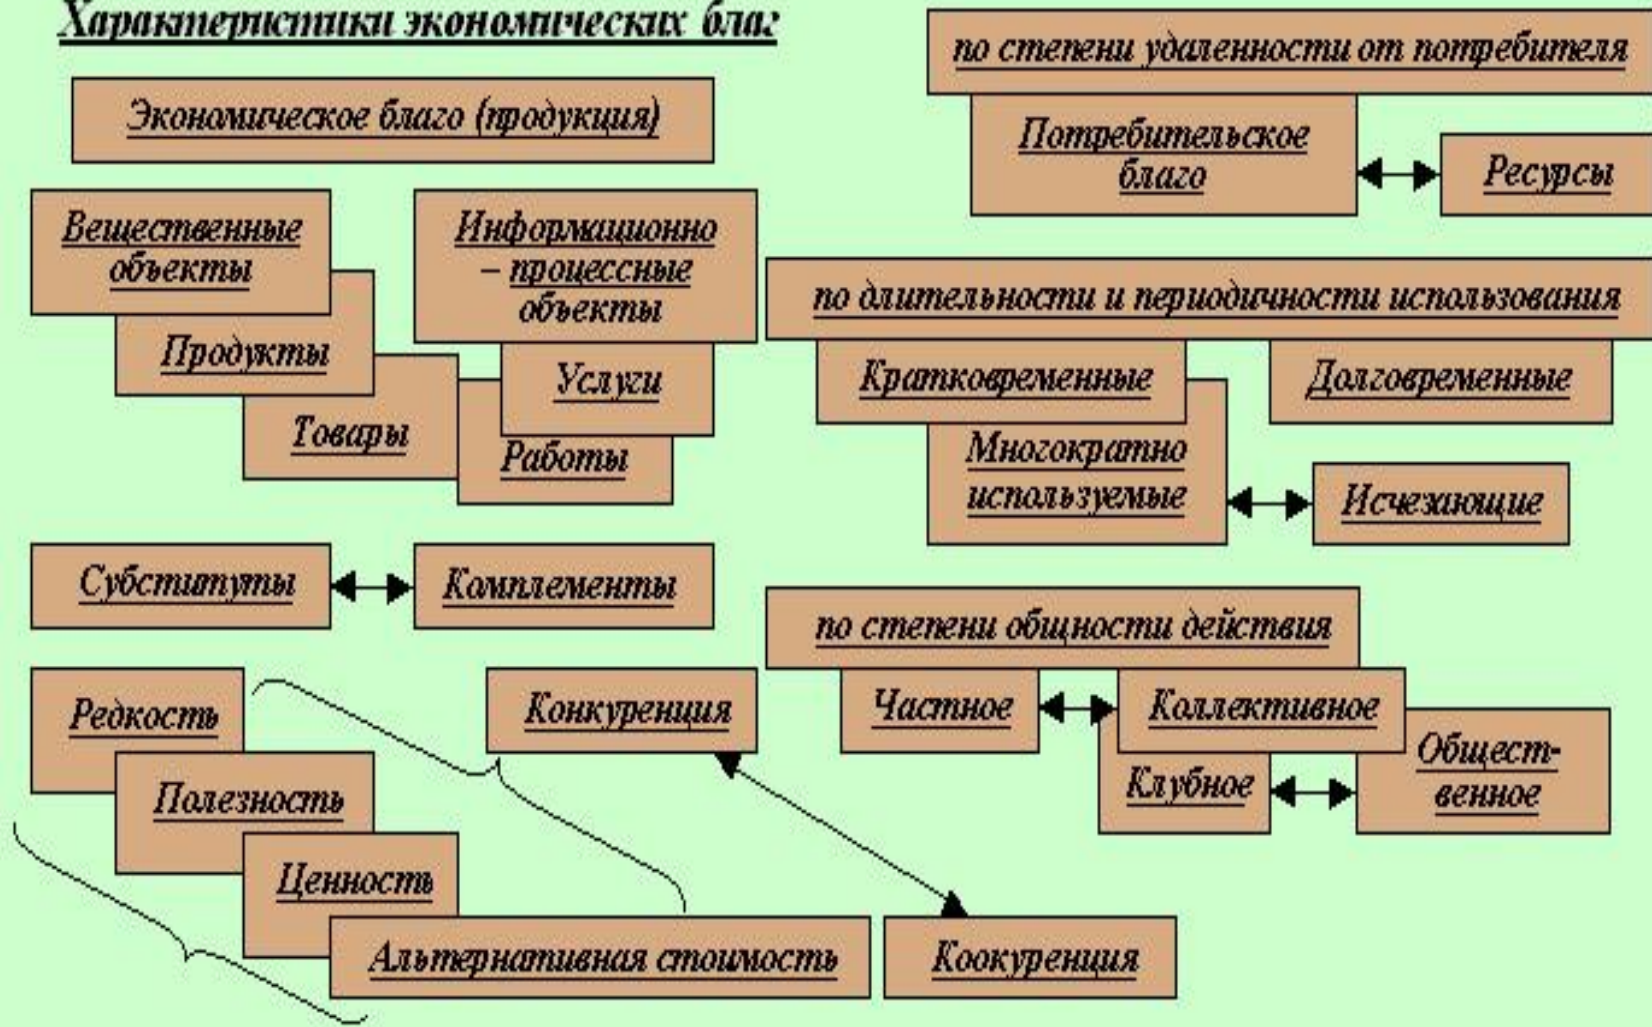 Характеристики экономических благ
Экономическое благо (продукция)
Вещественные
объекты
Продукты
Товары
Информационно
– процессные
объекты
Услуги
Работы
Субституты
Комплементы
Редкость
Полезность
Ценность
Альтернативная стоимость
Конкуренция
Коокуренция
по степени удаленности от потребителя
Потребительское
благо
Ресурсы
по длительности и периодичности использования
Кратковременные
Долговременные
Многократно
используемые
Исчезающие
по степени общности действия
Частное
Коллективное
Клубное
Общест-
венное